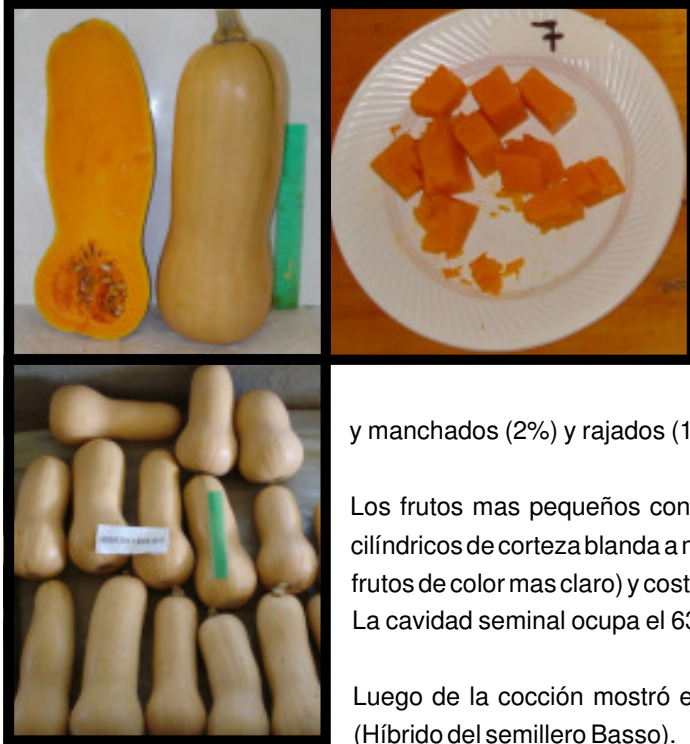 7
y manchados (2%) y rajados (1
Los frutos mas pequeños con
cilíndricos de corteza blanda a
frutos de color mas claro) y cost
La cavidad seminal ocupa el 63
Luego de la cocción mostró e
(Híbrido del semillero Basso).